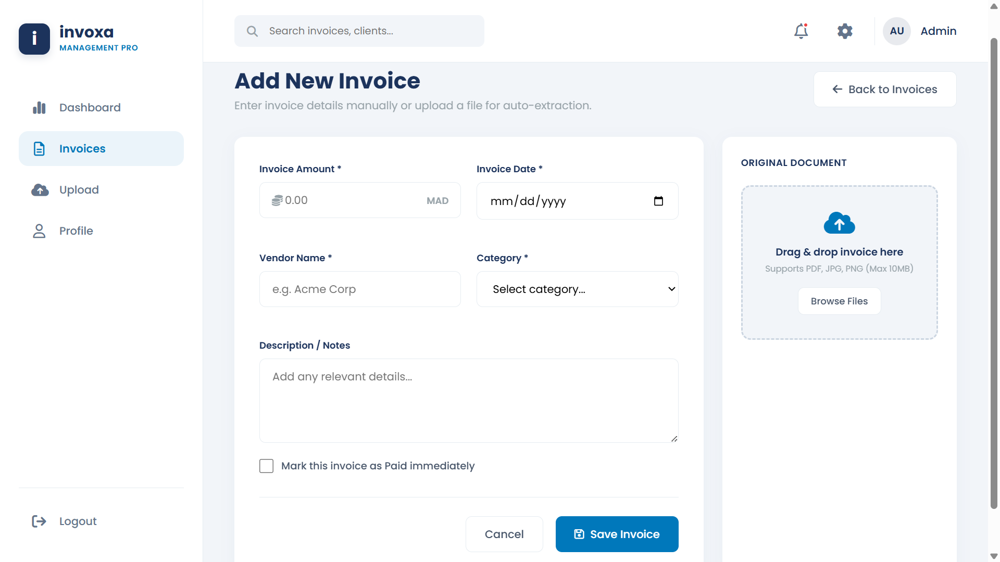 i
invoxa
MANAGEMENT PRO
Dashboard
Invoices
Upload
Profile
Logout
Search invoices, clients...
AU
Admin
Add New Invoice
Enter invoice details manually or upload a file for auto-extraction.
Back to Invoices
Invoice Amount *
0.00
MAD
Invoice Date *
mm/dd/yyyy
Vendor Name *
e.g. Acme Corp
Category *
Select category...
Description / Notes
Add any relevant details...
Mark this invoice as Paid immediately
Cancel
Save Invoice
ORIGINAL DOCUMENT
Drag & drop invoice here
Supports PDF, JPG, PNG (Max 10MB)
Browse Files